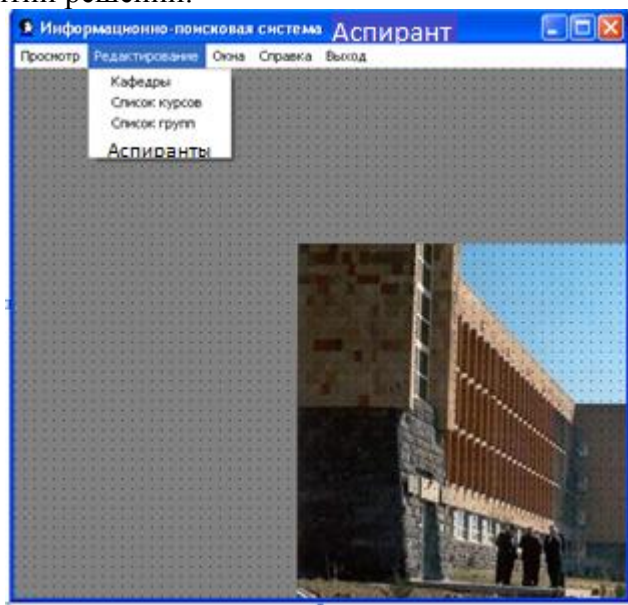 Информационно-поисковая система Аспирант
Просмотр Редактирование Окна Справка Выход
Кафедры
Список курсов
Список групп
Аспиранты